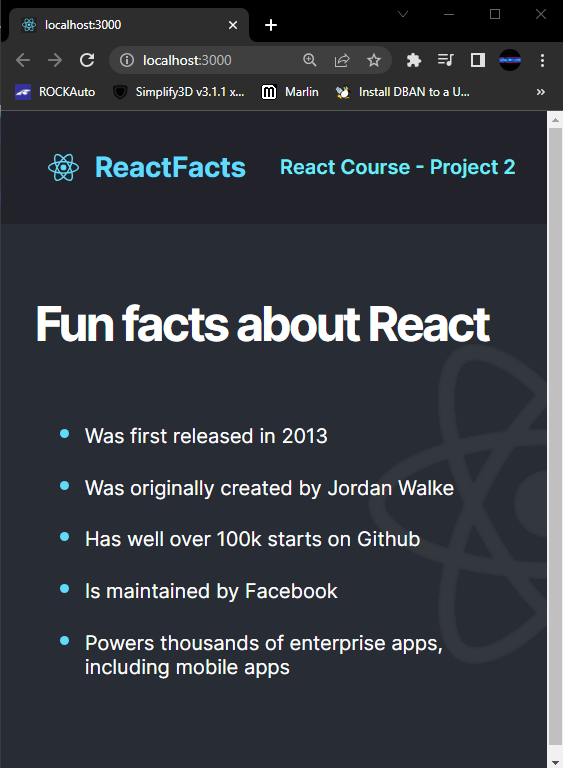 localhost:3000
localhost:3000
ROCKAuto
Simplify3D v3.1.1 x...
Marlin
Install DBAN to a U...
ReactFacts
React Course - Project 2
Fun facts about React
Was first released in 2013
Was originally created by Jordan Walke
Has well over 100k starts on Github
Is maintained by Facebook
Powers thousands of enterprise apps,
including mobile apps